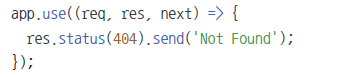 app.use((req, res, next) => {
  res.status(404).send('Not Found');
});